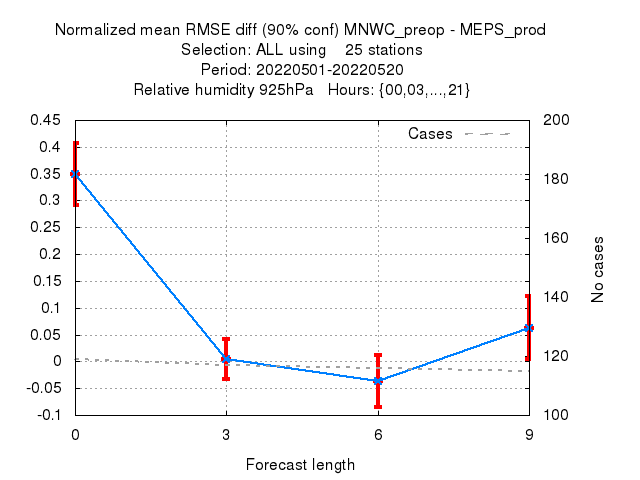 Normalized mean RMSE diff (90% conf) MNWC_preop - MEPS_prod
Selection: ALL using 25 stations
Period: 20220501-20220520
Relative humidity 925hPa Hours: {00,03,...,21}
Cases
0.45
0.4
0.35
0.3
0.25
0.2
0.15
0.1
0.05
0
-0.05
-0.1
200
180
160
140
120
100
No cases
0 3 6 9
Forecast length